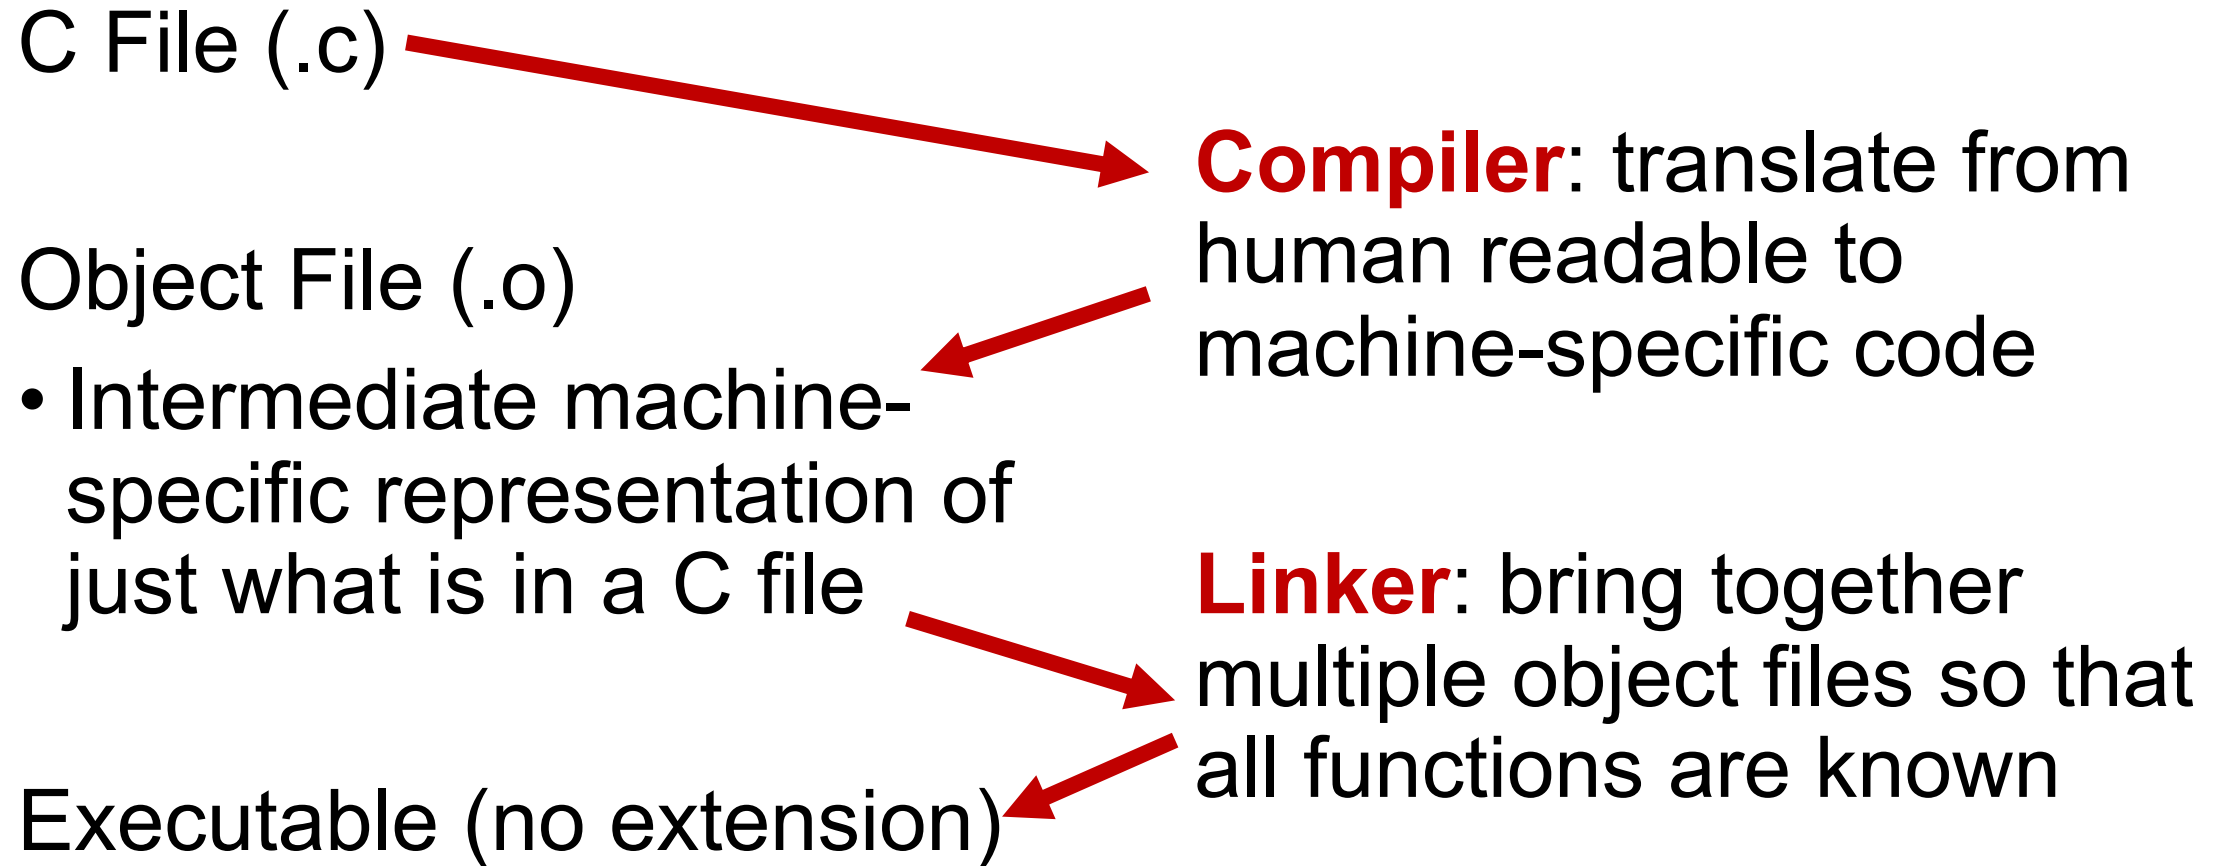 C File (.c)
Compiler: translate from
human readable to
machine-specific code
Object File (.o)
• Intermediate machine-
specific representation of
just what is in a C file
Linker: bring together
multiple object files so that
all functions are known
Executable (no extension)